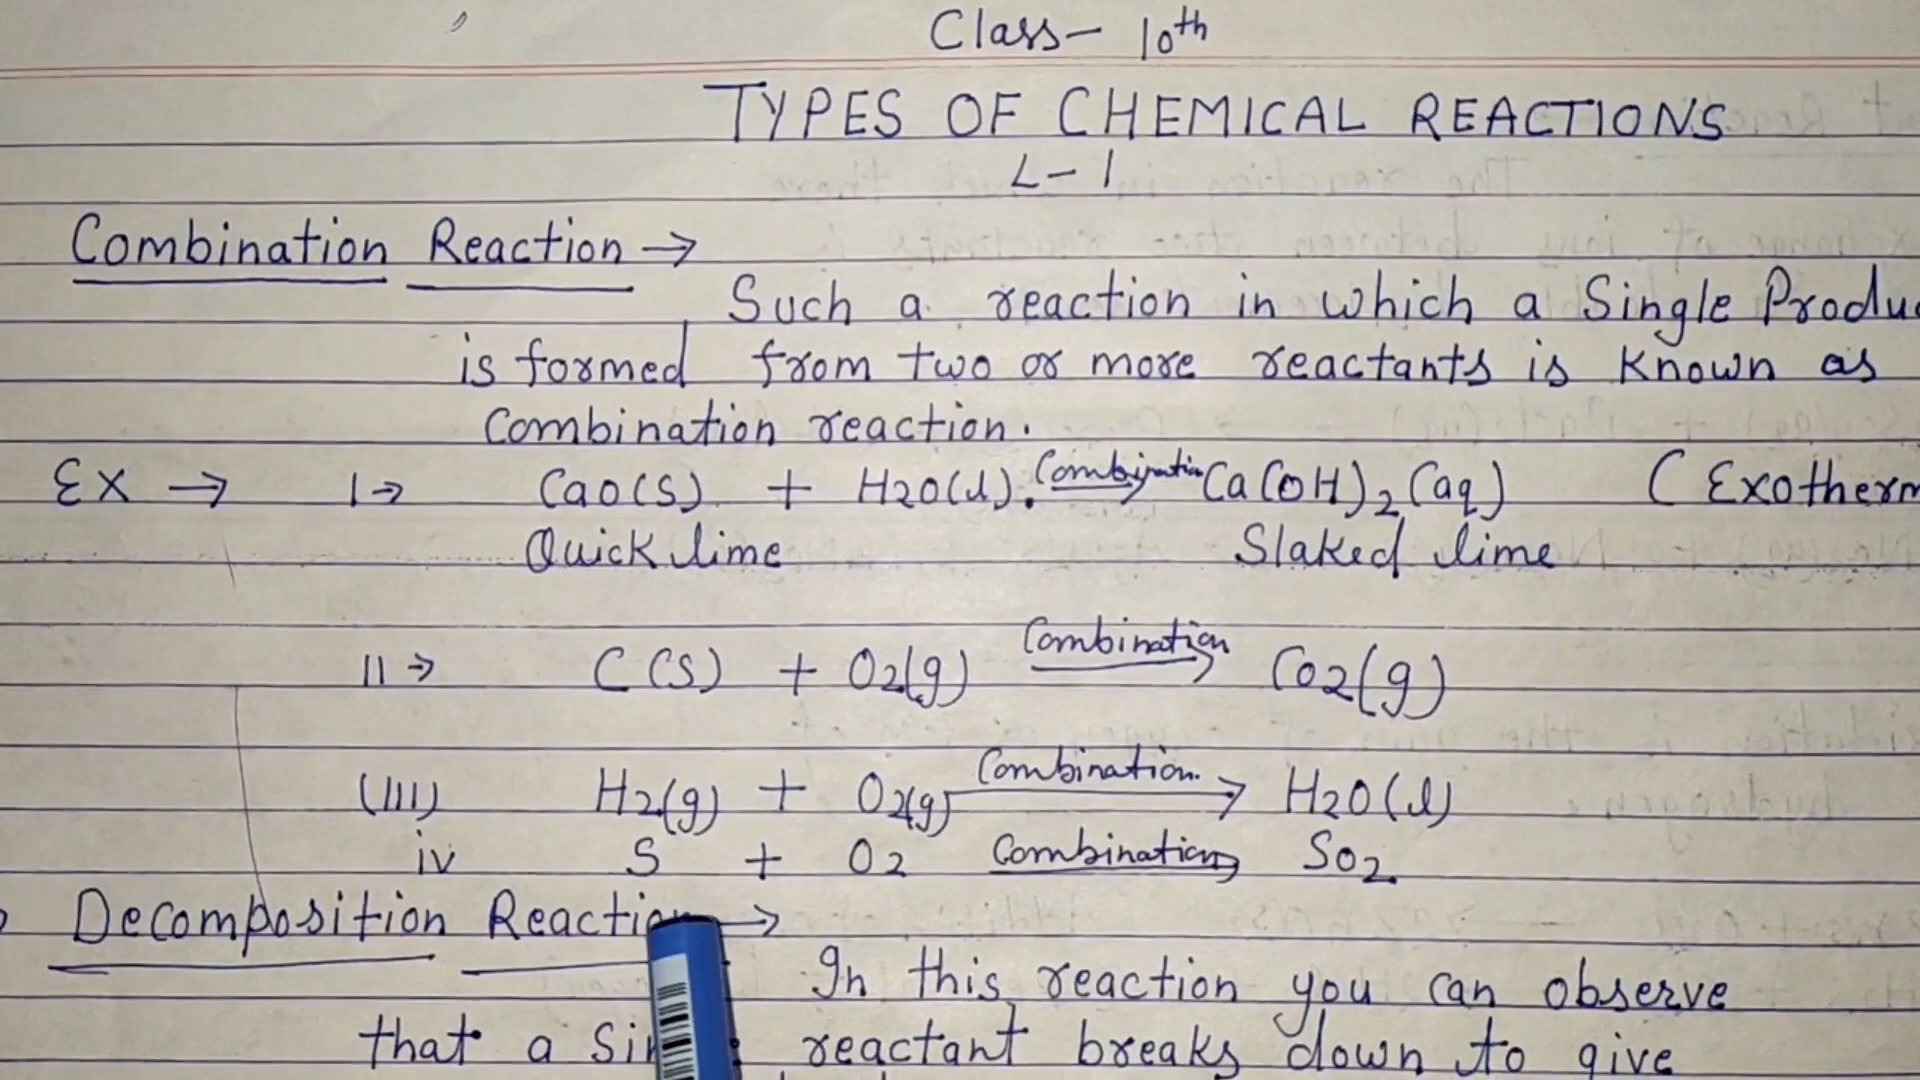 Class- 10th
TYPES OF CHEMICAL REACTIONS
L-1
Combination Reaction →
Such a reaction in which a Single
is formed from two or more reactants is known as
Combination reaction.
Ex → 1→ CaO(s) + H2O(l). Combination Ca(OH)2(aq) (
Quick lime Slaked lime
II → C(S) + O2(g) Combination CO2(g)
(III) H2(g) + O2(g) Combination. → H2O(l)
iv S + O2 Combination SO2
Decomposition →
In this reaction you can observe
that a reactant breaks down to give